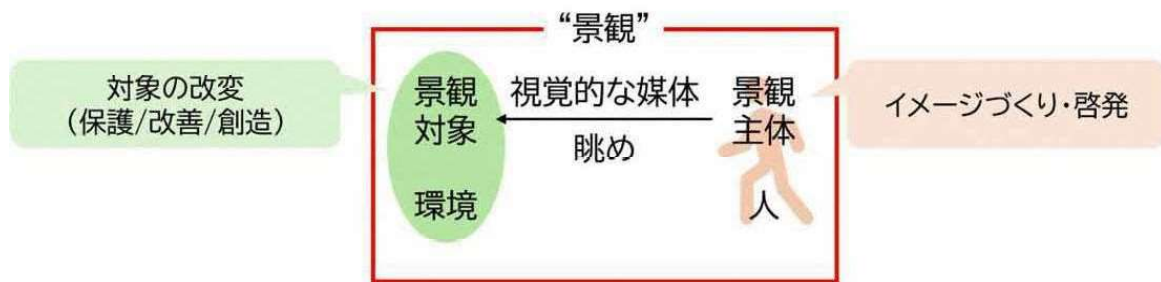 “景観”
対象の改変
(保護/改善/創造)
景観
対象
環境
視覚的な媒体
眺め
景観
主体
人
イメージづくり・啓発